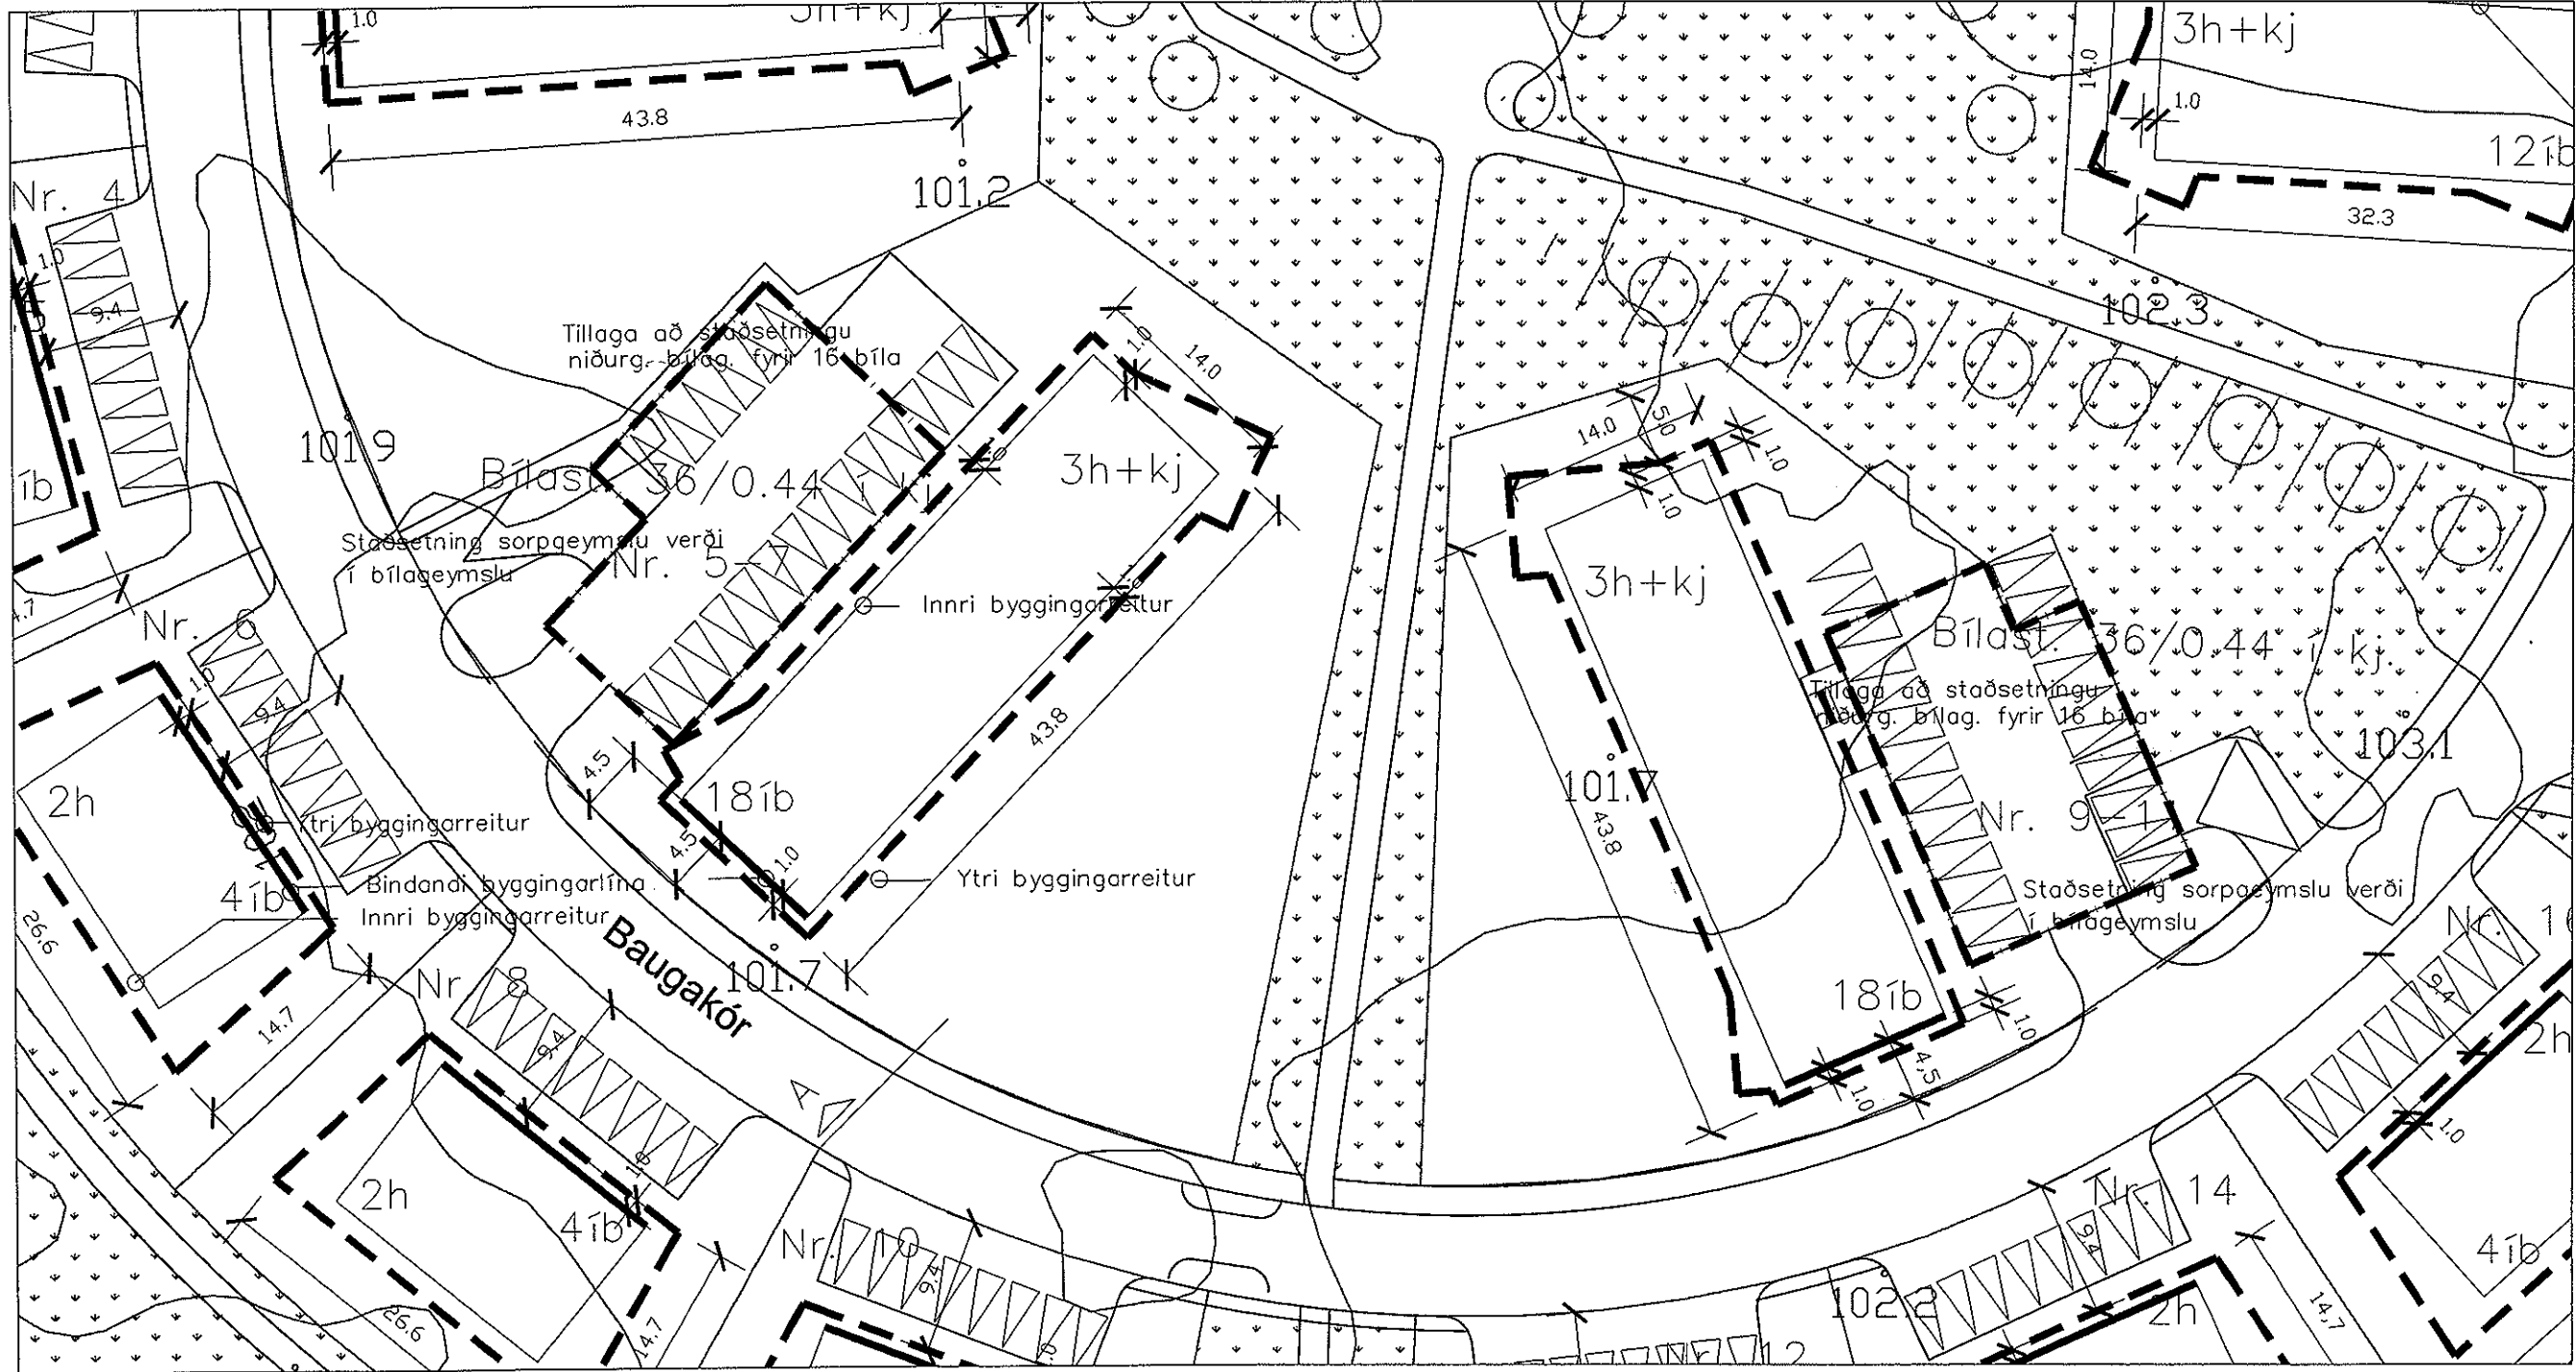 1.0
3h+kj
3h+kj
14.0
1.0
12íb
43.8
Nr. 4
101.2
32.3
1.0
9.4
102.3
Tillaga að staðsetningu
niðurg. bílag. fyrir 16 bíla
1.0
14.0
14.0
5.0
1.0
101.9
Bílast. 36/0.44 í kj.
3h+kj
íb
1.0
Staðsetning sorpgeymslu verði
í bílageymslu
Nr. 5-7
3h+kj
Innri byggingarreitur
4.7
Nr. 6
Bílast. 36/0.44 í kj.
1.0
9.4
Tillaga að staðsetningu
niðurg. bílag. fyrir 16 bíla
43.8
103.1
4.5
2h
18íb
101.7
43.8
Nr. 9-1
Ytri byggingarreitur
4.5
1.0
Ytri byggingarreitur
4íb
Bindandi byggingarlína
Innri byggingarreitur
Staðsetning sorpgeymslu verði
í bílageymslu
26.6
Baugakór
101.7
Nr. 8
18íb
1.0
9.4
2h
14.7
9.4
A
4.5
1.0
1.0
2h
4íb
1.0
Nr. 10
9.4
Nr. 14
9.4
4íb
26.6
14.7
102.2
2h
14.7
12